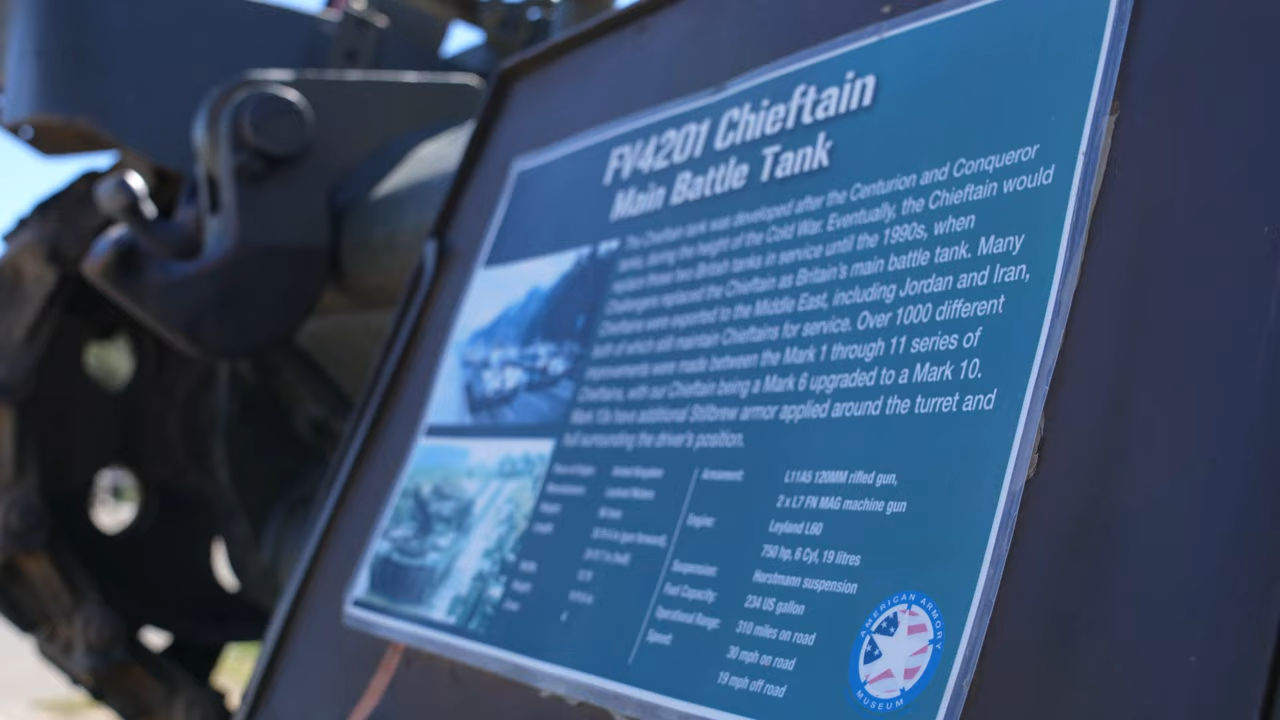 FV4201 Chieftain
Main Battle Tank
The Chieftain tank was developed after the Centurion and Conqueror
tanks, during the height of the Cold War. Eventually, the Chieftain would
replace these two British tanks in service until the 1990s, when
Challengers replaced the Chieftain as Britain's main battle tank. Many
Chieftains were exported to the Middle East, including Jordan and Iran,
both of which still maintain Chieftains for service. Over 1000 different
improvements were made between the Mark 1 through 11 series of
Chieftains, with our Chieftain being a Mark 6 upgraded to a Mark 10.
Mark 10s have additional Stillbrew armor applied around the turret and
hull surrounding the driver's position.
United Kingdom
Armament: L11A5 120MM rifled gun,
2 x L7 FN MAG machine gun
Engine: Leyland L60
750 hp, 6 Cyl, 19 litres
Suspension: Horstmann suspension
Fuel Capacity: 234 US gallon
Operational Range: 310 miles on road
Speed: 30 mph on road
19 mph off road
AMERICAN ARMORY
MUSEUM